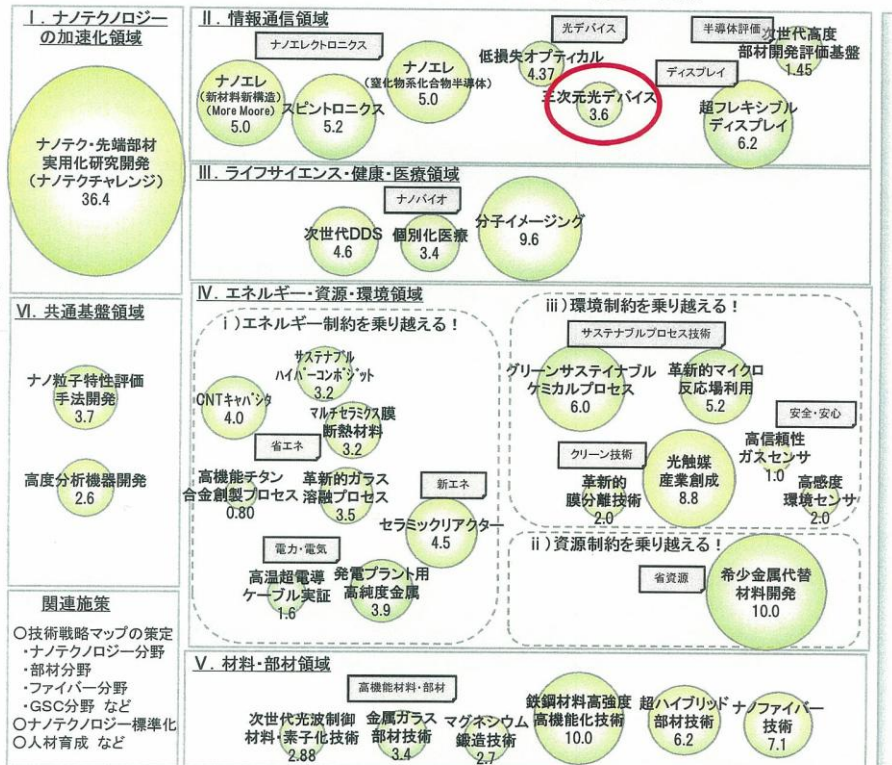 Ⅰ．ナノテクノロジー
の加速化領域
ナノテク・先端部材
実用化研究開発
（ナノテクチャレンジ）
36.4
Ⅱ．情報通信領域
ナノエレクトロニクス
光デバイス
半導体評価
ディスプレイ
ナノエレ
（新材料新構造）
(More Moore)
5.0
スピントロニクス
5.2
ナノエレ
（窒化物系化合物半導体）
5.0
低損失オプティカル
4.37
三次元光デバイス
3.6
次世代高度
部材開発評価基盤
1.45
超フレキシブル
ディスプレイ
6.2
Ⅲ．ライフサイエンス・健康・医療領域
ナノバイオ
次世代DDS
4.6
個別化医療
3.4
分子イメージング
9.6
Ⅵ．共通基盤領域
ナノ粒子特性評価
手法開発
3.7
高度分析機器開発
2.6
Ⅳ．エネルギー・資源・環境領域
ⅰ）エネルギー制約を乗り越える！
サステナブル
ハイパーコンポジット
3.2
CNTキャパシタ
4.0
マルチセラミクス膜
断熱材料
3.2
省エネ
高機能チタン
合金創製プロセス
0.80
革新的ガラス
溶融プロセス
3.5
新エネ
セラミックリアクター
4.5
電力・電気
高温超電導
ケーブル実証
1.6
発電プラント用
高純度金属
3.9
ⅲ）環境制約を乗り越える！
サステナブルプロセス技術
グリーンサステイナブル
ケミカルプロセス
6.0
革新的マイクロ
反応場利用
5.2
安全・安心
クリーン技術
革新的
膜分離技術
2.0
光触媒
産業創成
8.8
高信頼性
ガスセンサ
1.0
高感度
環境センサ
2.0
ⅱ）資源制約を乗り越える！
省資源
希少金属代替
材料開発
10.0
関連施策
○技術戦略マップの策定
・ナノテクノロジー分野
・部材分野
・ファイバー分野
・GSC分野 など
○ナノテクノロジー標準化
○人材育成 など
Ⅴ．材料・部材領域
高機能材料・部材
次世代光波制御
材料・素子化技術
2.88
金属ガラス
部材技術
3.4
マグネシウム
鍛造技術
2.7
鉄鋼材料高強度
高機能化技術
10.0
超ハイブリッド
部材技術
6.2
ナノファイバー
技術
7.1